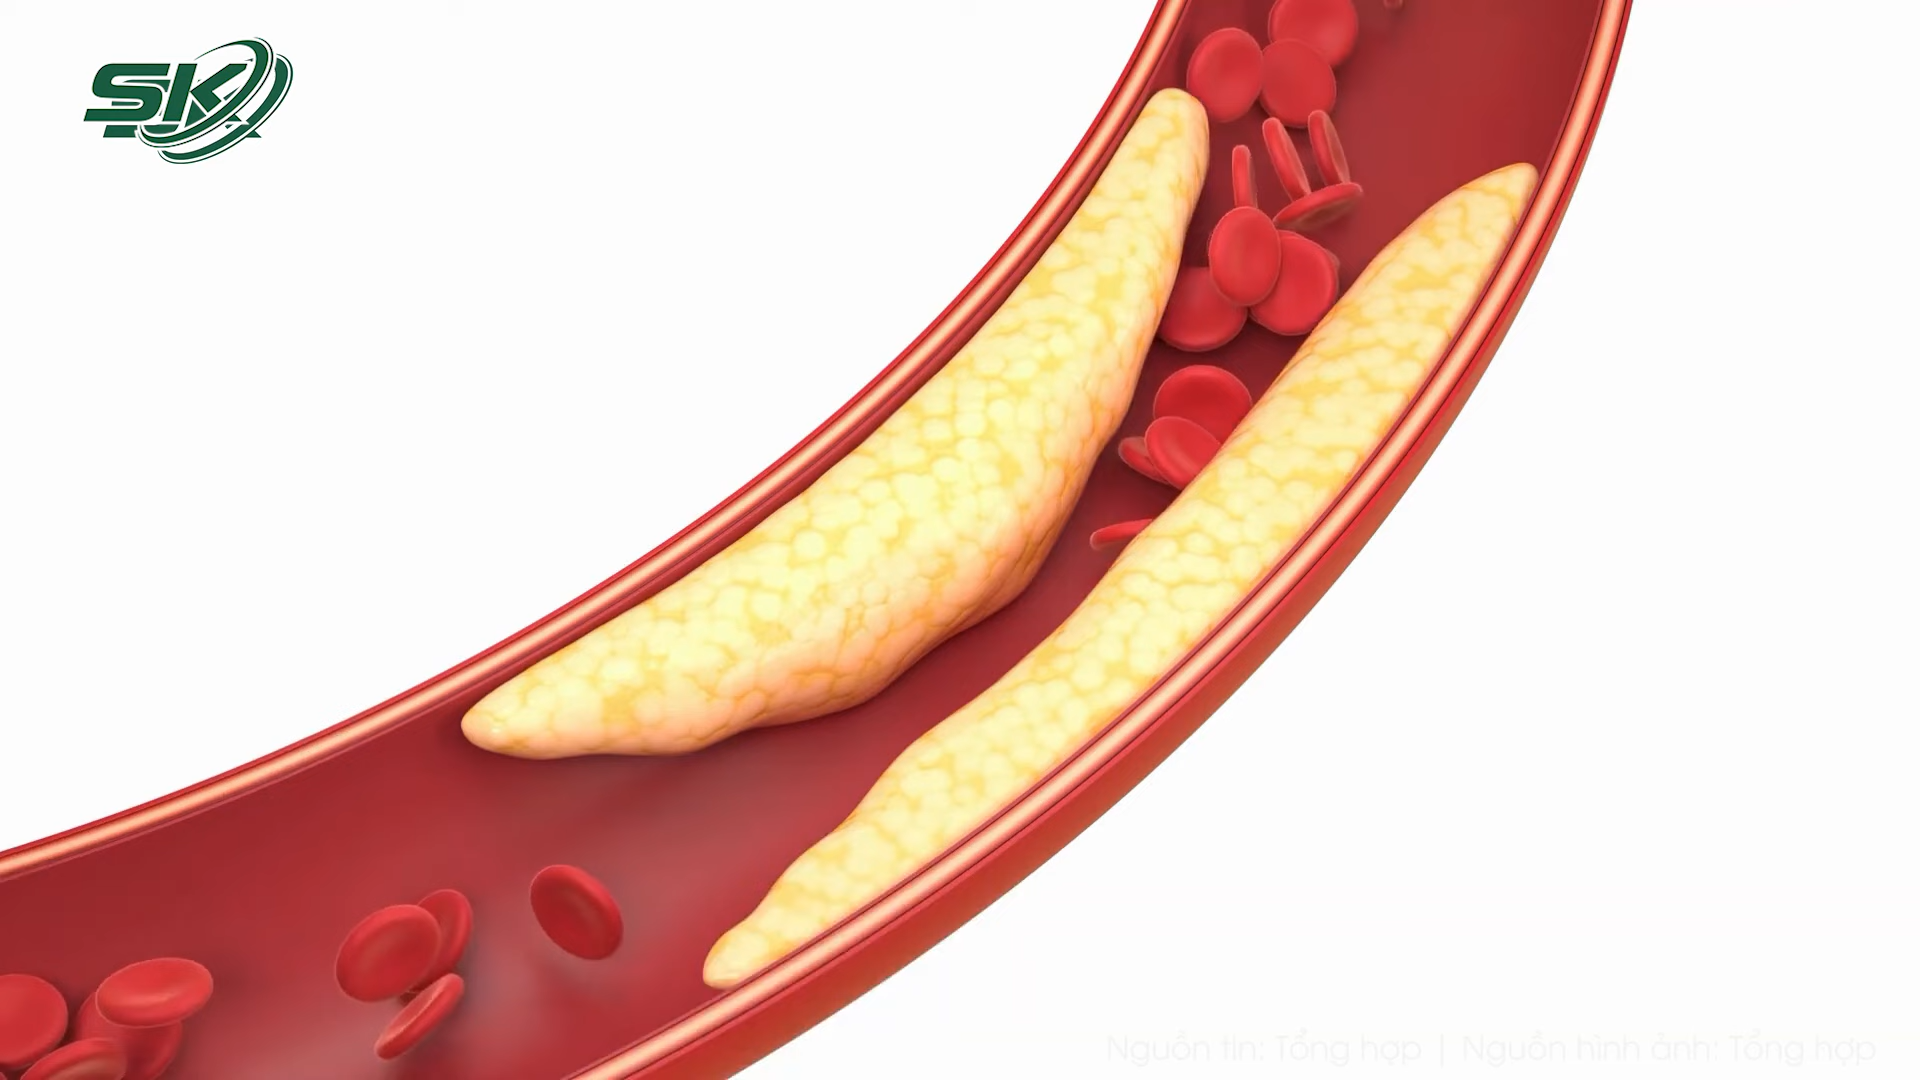 SK
Nguồn tin: Tổng hợp | Nguồn hình ảnh: Tổng hợp